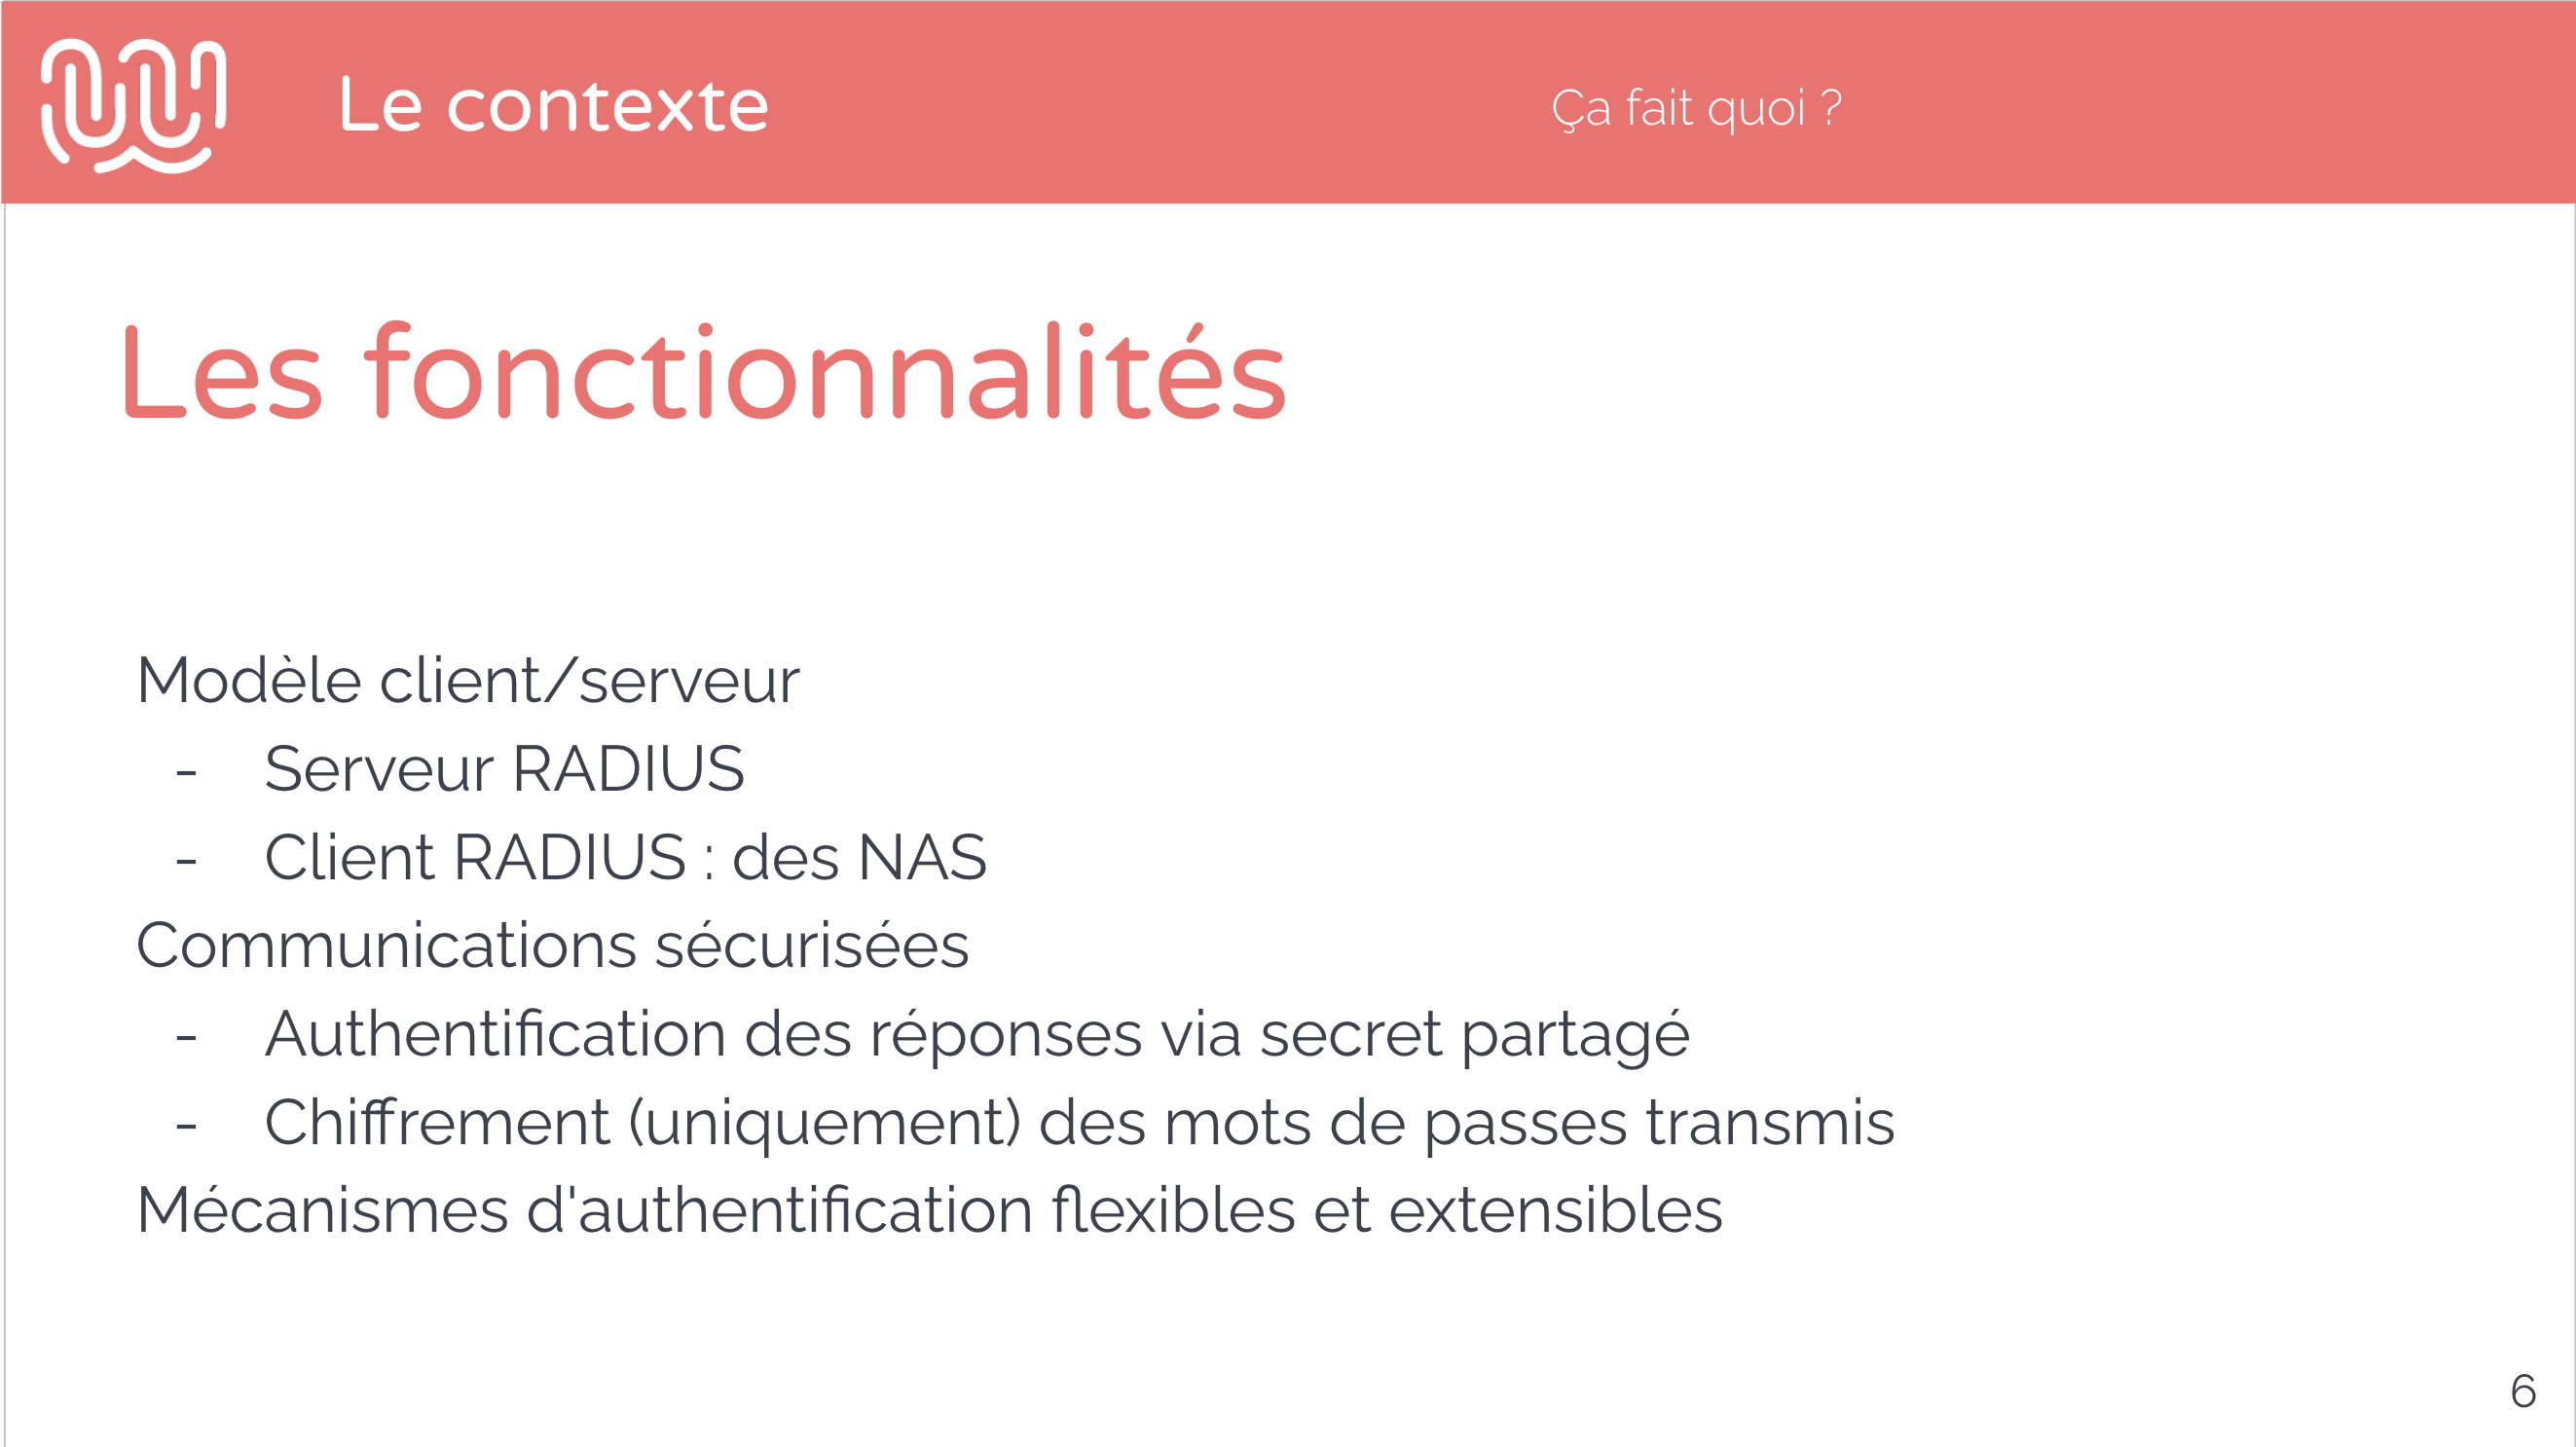 Le contexte
Ça fait quoi ?
Les fonctionnalités
Modèle client/serveur
- Serveur RADIUS
- Client RADIUS : des NAS
Communications sécurisées
- Authentification des réponses via secret partagé
- Chiffrement (uniquement) des mots de passes transmis
Mécanismes d'authentification flexibles et extensibles
6